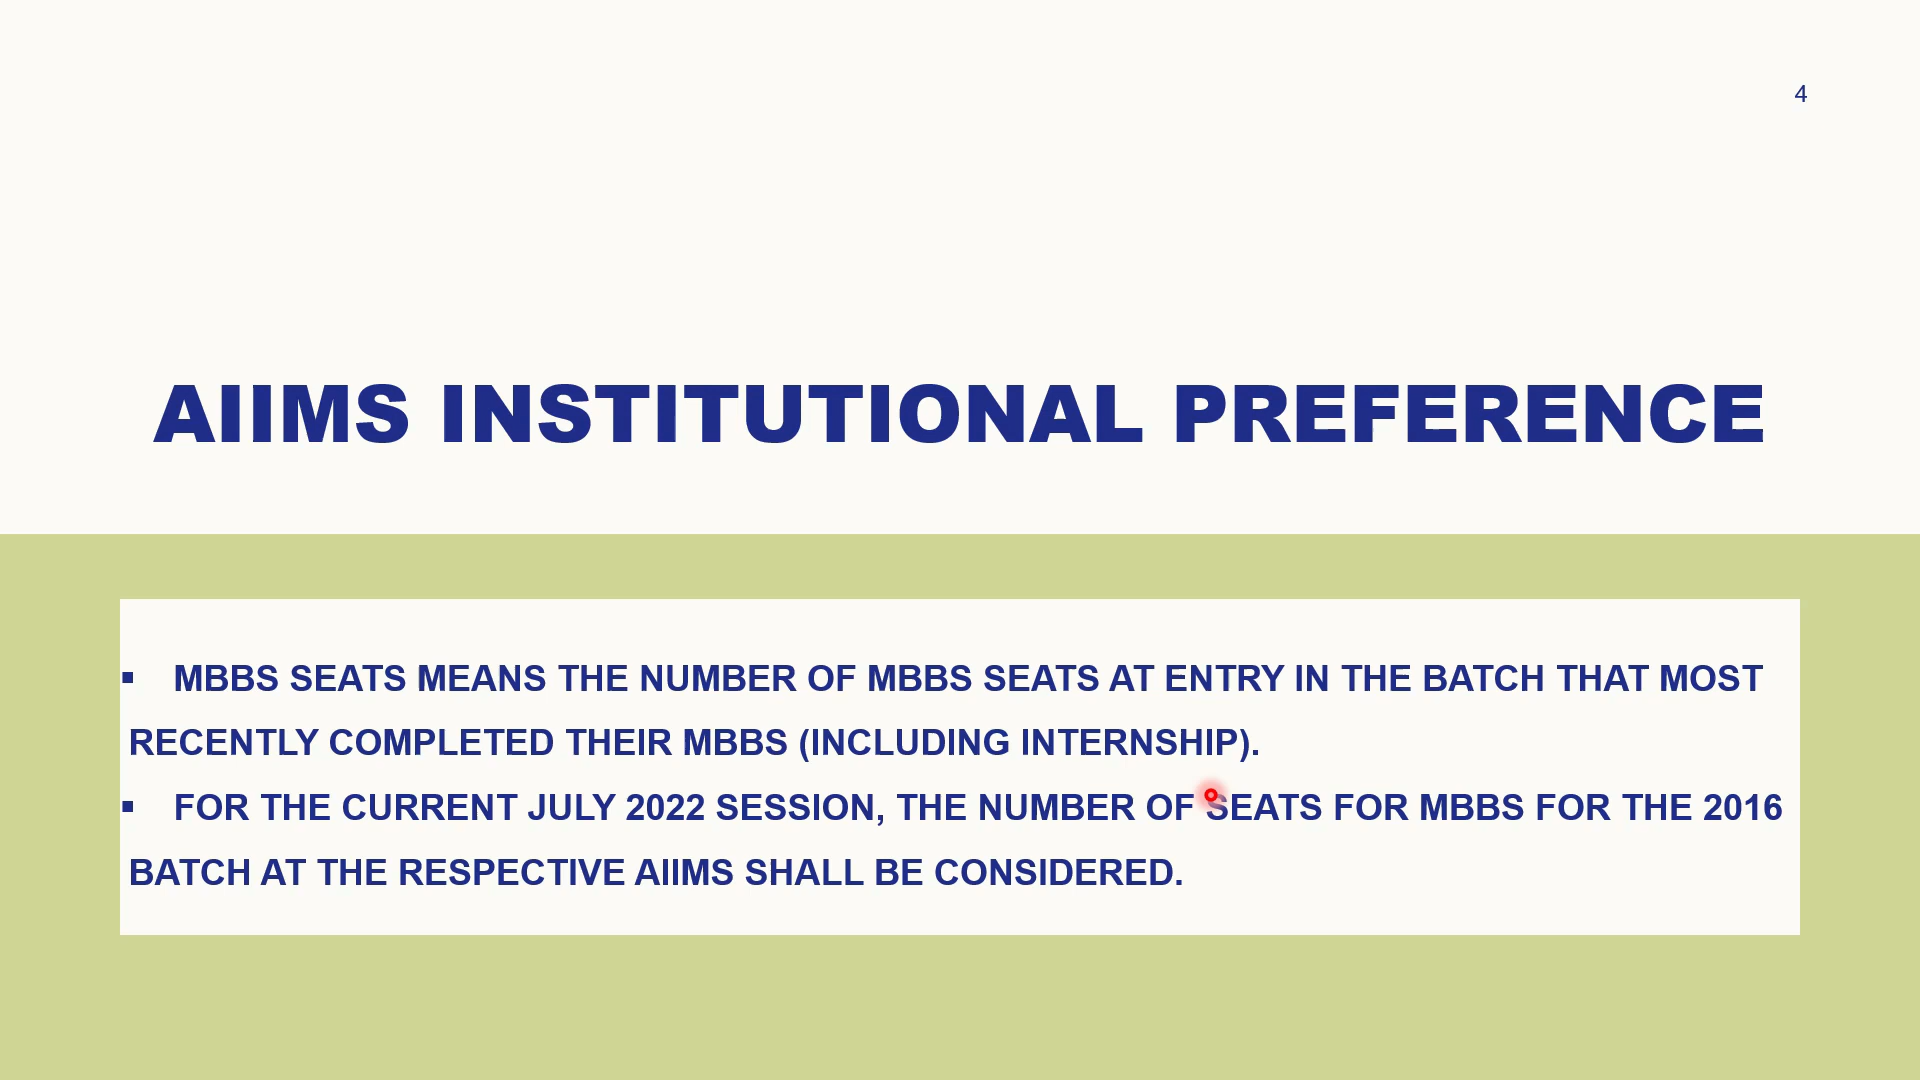 4
AIIMS INSTITUTIONAL PREFERENCE
▪ MBBS SEATS MEANS THE NUMBER OF MBBS SEATS AT ENTRY IN THE BATCH THAT MOST
RECENTLY COMPLETED THEIR MBBS (INCLUDING INTERNSHIP).
▪ FOR THE CURRENT JULY 2022 SESSION, THE NUMBER OF SEATS FOR MBBS FOR THE 2016
BATCH AT THE RESPECTIVE AIIMS SHALL BE CONSIDERED.